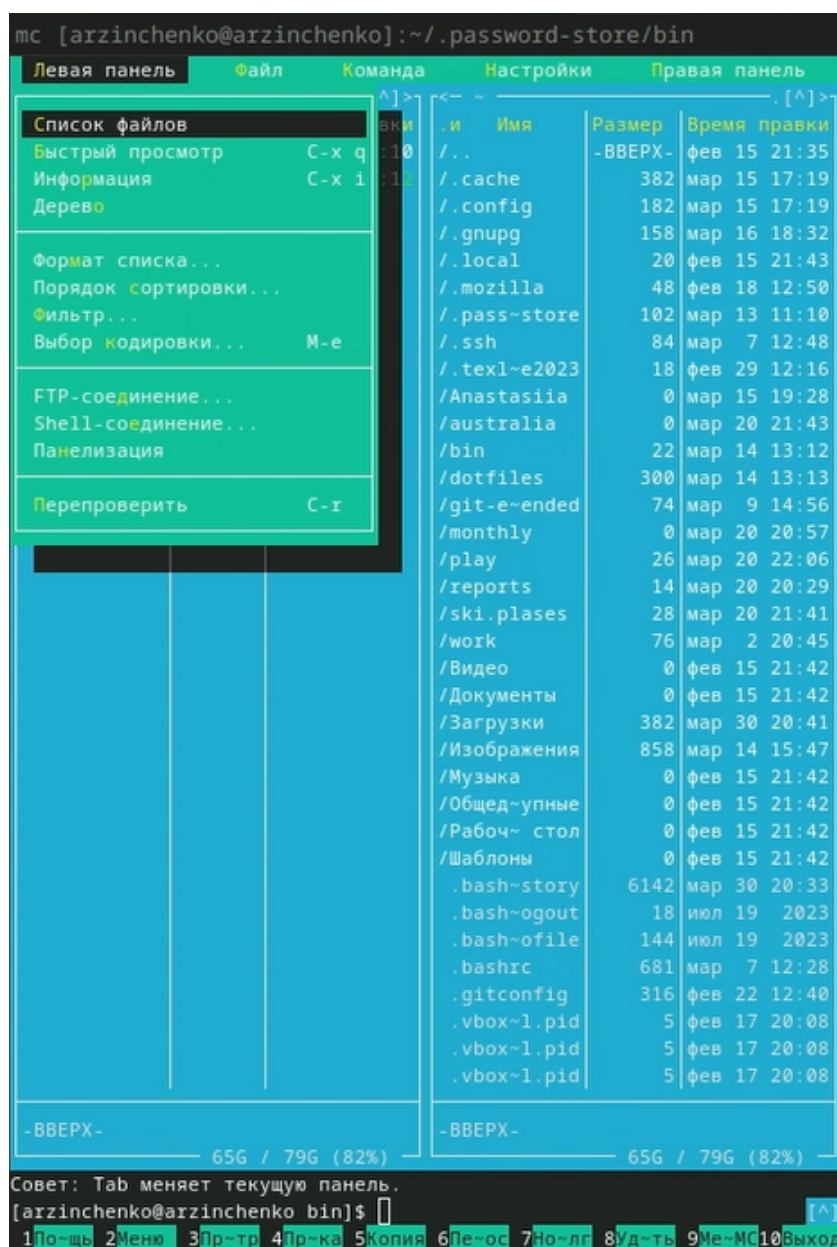 mc [arzinchenko@arzinchenko]:~/.password-store/bin
Левая панель Файл Команда Настройки Правая панель
^]>┐ <— ~ .[^]>
Список файлов
Быстрый просмотр C-x q
Информация C-x i
Дерево
Формат списка...
Порядок сортировки...
Фильтр...
Выбор кодировки... M-e
FTP-соединение...
Shell-соединение...
Панелизация
Перепроверить C-r
вки
:10
:12
.и Имя Размер Время правки
/.. -ВВЕРХ- фев 15 21:35
/.cache 382 мар 15 17:19
/.config 182 мар 15 17:19
/.gnupg 158 мар 16 18:32
/.local 20 фев 15 21:43
/.mozilla 48 фев 18 12:50
/.pass~store 102 мар 13 11:10
/.ssh 84 мар 7 12:48
/.texl~e2023 18 фев 29 12:16
/Anastasiia 0 мар 15 19:28
/australia 0 мар 20 21:43
/bin 22 мар 14 13:12
/dotfiles 300 мар 14 13:13
/git-e~ended 74 мар 9 14:56
/monthly 0 мар 20 20:57
/play 26 мар 20 22:06
/reports 14 мар 20 20:29
/ski.plases 28 мар 20 21:41
/work 76 мар 2 20:45
/Видео 0 фев 15 21:42
/Документы 0 фев 15 21:42
/Загрузки 382 мар 30 20:41
/Изображения 858 мар 14 15:47
/Музыка 0 фев 15 21:42
/Общед~упные 0 фев 15 21:42
/Рабоч~ стол 0 фев 15 21:42
/Шаблоны 0 фев 15 21:42
.bash~story 6142 мар 30 20:33
.bash~ogout 18 июл 19 2023
.bash~ofile 144 июл 19 2023
.bashrc 681 мар 7 12:28
.gitconfig 316 фев 22 12:40
.vbox~l.pid 5 фев 17 20:08
.vbox~l.pid 5 фев 17 20:08
.vbox~l.pid 5 фев 17 20:08
-ВВЕРХ- -ВВЕРХ-
65G / 79G (82%) 65G / 79G (82%)
Совет: Tab меняет текущую панель.
[arzinchenko@arzinchenko bin]$ [^]
1По~щь 2Меню 3Пр~тр 4Пр~ка 5Копия 6Пе~ос 7Но~лг 8Уд~ть 9Ме~MC 10Выход